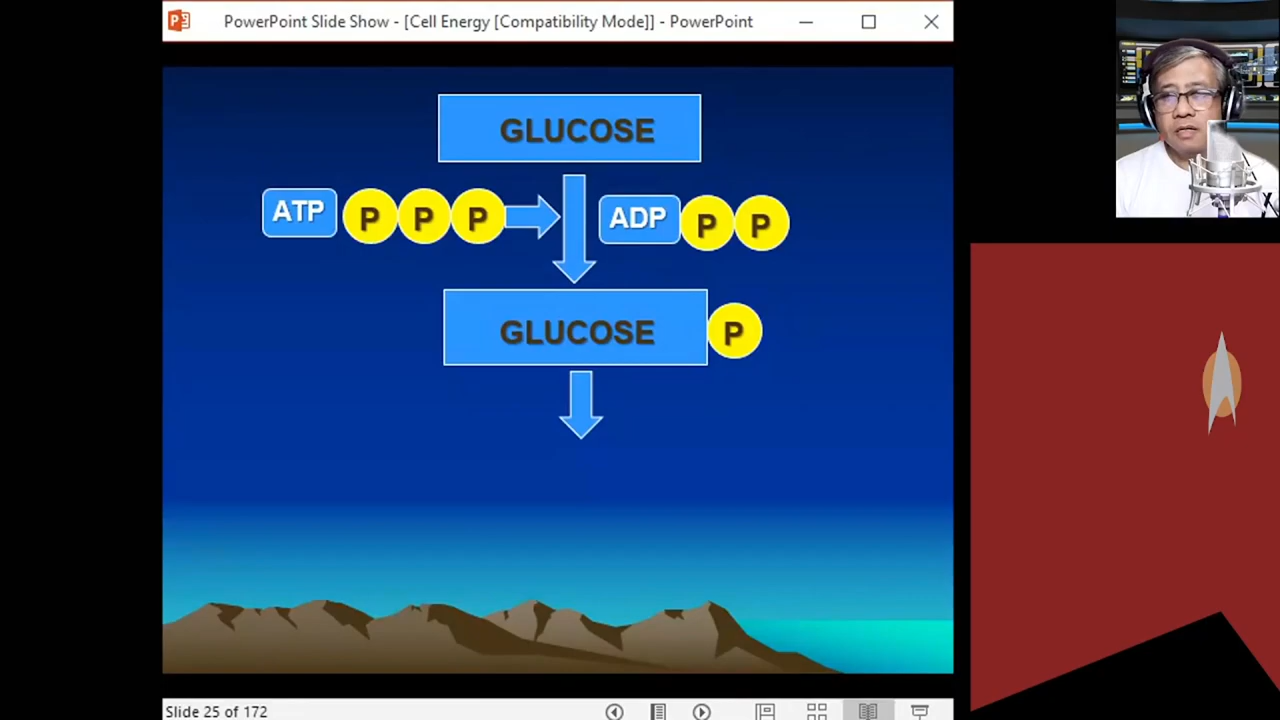 PowerPoint Slide Show - [Cell Energy [Compatibility Mode]] - PowerPoint
GLUCOSE
ATP P P P ADP P P
GLUCOSE P
Slide 25 of 172